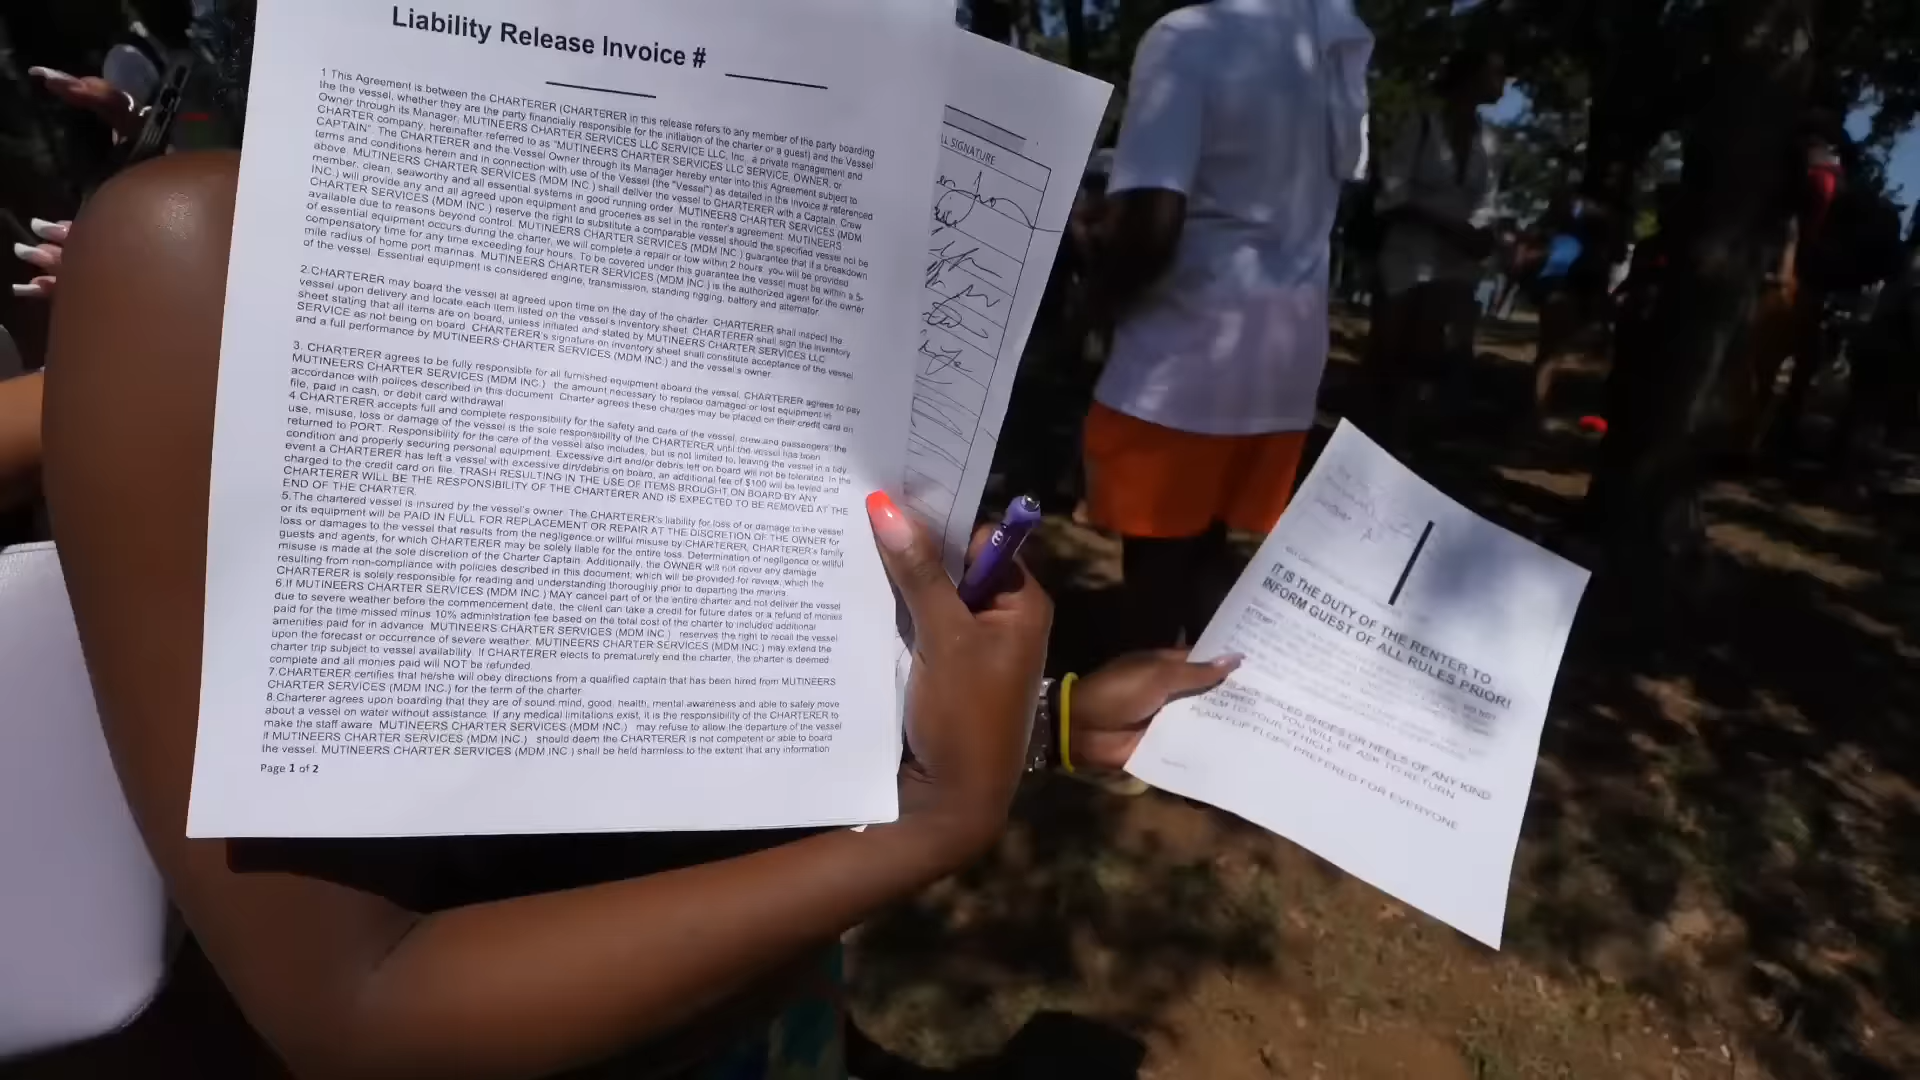 Liability Release Invoice #
1 This Agreement is between the CHARTERER (CHARTERER in this release refers to any member of the party boarding
the the vessel, whether they are the party financially responsible for the initiation of the charter or a guest) and the Vessel
Owner through its Manager, MUTINEERS CHARTER SERVICES LLC SERVICE LLC, Inc., a private management and
CHARTER company, hereinafter referred to as "MUTINEERS CHARTER SERVICES LLC SERVICE, OWNER, or
CAPTAIN". The CHARTERER and the Vessel Owner through its Manager hereby enter into this Agreement subject to
terms and conditions herein and in connection with use of the Vessel (the "Vessel") as detailed in the invoice # referenced
above. MUTINEERS CHARTER SERVICES (MDM INC.) shall deliver the vessel to CHARTERER with a Captain, Crew
member, clean, seaworthy and all essential systems in good running order. MUTINEERS CHARTER SERVICES (MDM
INC.) will provide any and all agreed upon equipment and groceries as set in the renter's agreement. MUTINEERS
CHARTER SERVICES (MDM INC.) reserve the right to substitute a comparable vessel should the specified vessel not be
available due to reasons beyond control. MUTINEERS CHARTER SERVICES (MDM INC.) guarantee that if a breakdown
of essential equipment occurs during the charter, we will complete a repair or tow within 2 hours, you will be provided
compensatory time for any time exceeding four hours. To be covered under this guarantee the vessel must be within a 5-
mile radius of home port marinas. MUTINEERS CHARTER SERVICES (MDM INC.) is the authorized agent for the owner
of the vessel. Essential equipment is considered engine, transmission, standing rigging, battery and alternator.
2.CHARTERER may board the vessel at agreed upon time on the day of the charter. CHARTERER shall inspect the
vessel upon delivery and locate each item listed on the vessel's inventory sheet. CHARTERER shall sign the inventory
sheet stating that all items are on board, unless initialed and stated by MUTINEERS CHARTER SERVICES LLC
SERVICE as not being on board. CHARTERER's signature on inventory sheet shall constitute acceptance of the vessel
and a full performance by MUTINEERS CHARTER SERVICES (MDM INC.) and the vessel's owner.
3. CHARTERER agrees to be fully responsible for all furnished equipment aboard the vessel. CHARTERER agrees to pay
MUTINEERS CHARTER SERVICES (MDM INC.) the amount necessary to replace damaged or lost equipment in
accordance with polices described in this document. Charter agrees these charges may be placed on their credit card on
file, paid in cash, or debit card withdrawal.
4.CHARTERER accepts full and complete responsibility for the safety and care of the vessel, crew and passengers, the
use, misuse, loss or damage of the vessel is the sole responsibility of the CHARTERER until the vessel has been
returned to PORT. Responsibility for the care of the vessel also includes, but is not limited to, leaving the vessel in a tidy
condition and properly securing personal equipment. Excessive dirt and/or debris left on board will not be tolerated. In the
event a CHARTERER has left a vessel with excessive dirt/debris on board, an additional fee of $100 will be levied and
charged to the credit card on file. TRASH RESULTING IN THE USE OF ITEMS BROUGHT ON BOARD BY ANY
CHARTERER WILL BE THE RESPONSIBILITY OF THE CHARTERER AND IS EXPECTED TO BE REMOVED AT THE
END OF THE CHARTER.
5.The chartered vessel is insured by the vessel's owner. The CHARTERER's liability for loss of or damage to the vessel
or its equipment will be PAID IN FULL FOR REPLACEMENT OR REPAIR AT THE DISCRETION OF THE OWNER for
loss or damages to the vessel that results from the negligence or willful misuse by CHARTERER, CHARTERER's family
guests and agents, for which CHARTERER may be solely liable for the entire loss. Determination of negligence or willful
misuse is made at the sole discretion of the Charter Captain. Additionally, the OWNER will not cover any damage
resulting from non-compliance with policies described in this document, which will be provided for review, which the
CHARTERER is solely responsible for reading and understanding thoroughly prior to departing the marina.
6.If MUTINEERS CHARTER SERVICES (MDM INC.) MAY cancel part of or the entire charter and not deliver the vessel
due to severe weather before the commencement date, the client can take a credit for future dates or a refund of monies
paid for the time missed minus 10% administration fee based on the total cost of the charter to included additional
amenities paid for in advance. MUTINEERS CHARTER SERVICES (MDM INC.) reserves the right to recall the vessel
upon the forecast or occurrence of severe weather. MUTINEERS CHARTER SERVICES (MDM INC.) may extend the
charter trip subject to vessel availability. If CHARTERER elects to prematurely end the charter, the charter is deemed
complete and all monies paid will NOT be refunded.
7.CHARTERER certifies that he/she will obey directions from a qualified captain that has been hired from MUTINEERS
CHARTER SERVICES (MDM INC.) for the term of the charter.
8.Charterer agrees upon boarding that they are of sound mind, good, health, mental awareness and able to safely move
about a vessel on water without assistance. If any medical limitations exist, it is the responsibility of the CHARTERER to
make the staff aware. MUTINEERS CHARTER SERVICES (MDM INC.) may refuse to allow the departure of the vessel
if MUTINEERS CHARTER SERVICES (MDM INC.) should deem the CHARTERER is not competent or able to board
the vessel. MUTINEERS CHARTER SERVICES (MDM INC.) shall be held harmless to the extent that any information
Page 1 of 2
SIGNATURE
IT IS THE DUTY OF THE RENTER TO
INFORM GUEST OF ALL RULES PRIOR!
BLACK SOLED SHOES OR HEELS OF ANY KIND
YOU WILL BE ASK TO RETURN
THEM TO YOUR VEHICLE
PLAIN FLIP FLOPS PREFERRED FOR EVERYONE